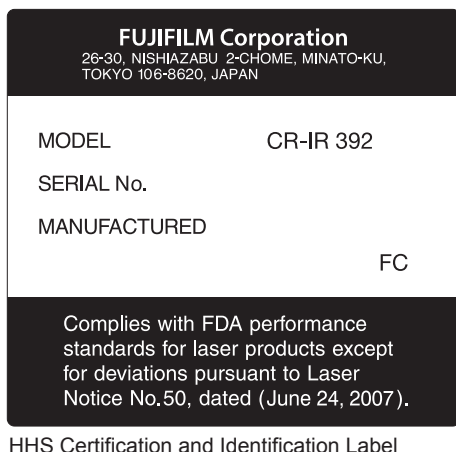 FUJIFILM Corporation
26-30, NISHIAZABU 2-CHOME, MINATO-KU,
TOKYO 106-8620, JAPAN
MODEL CR-IR 392
SERIAL No.
MANUFACTURED
FC
Complies with FDA performance
standards for laser products except
for deviations pursuant to Laser
Notice No.50, dated (June 24, 2007).
HHS Certification and Identification Label